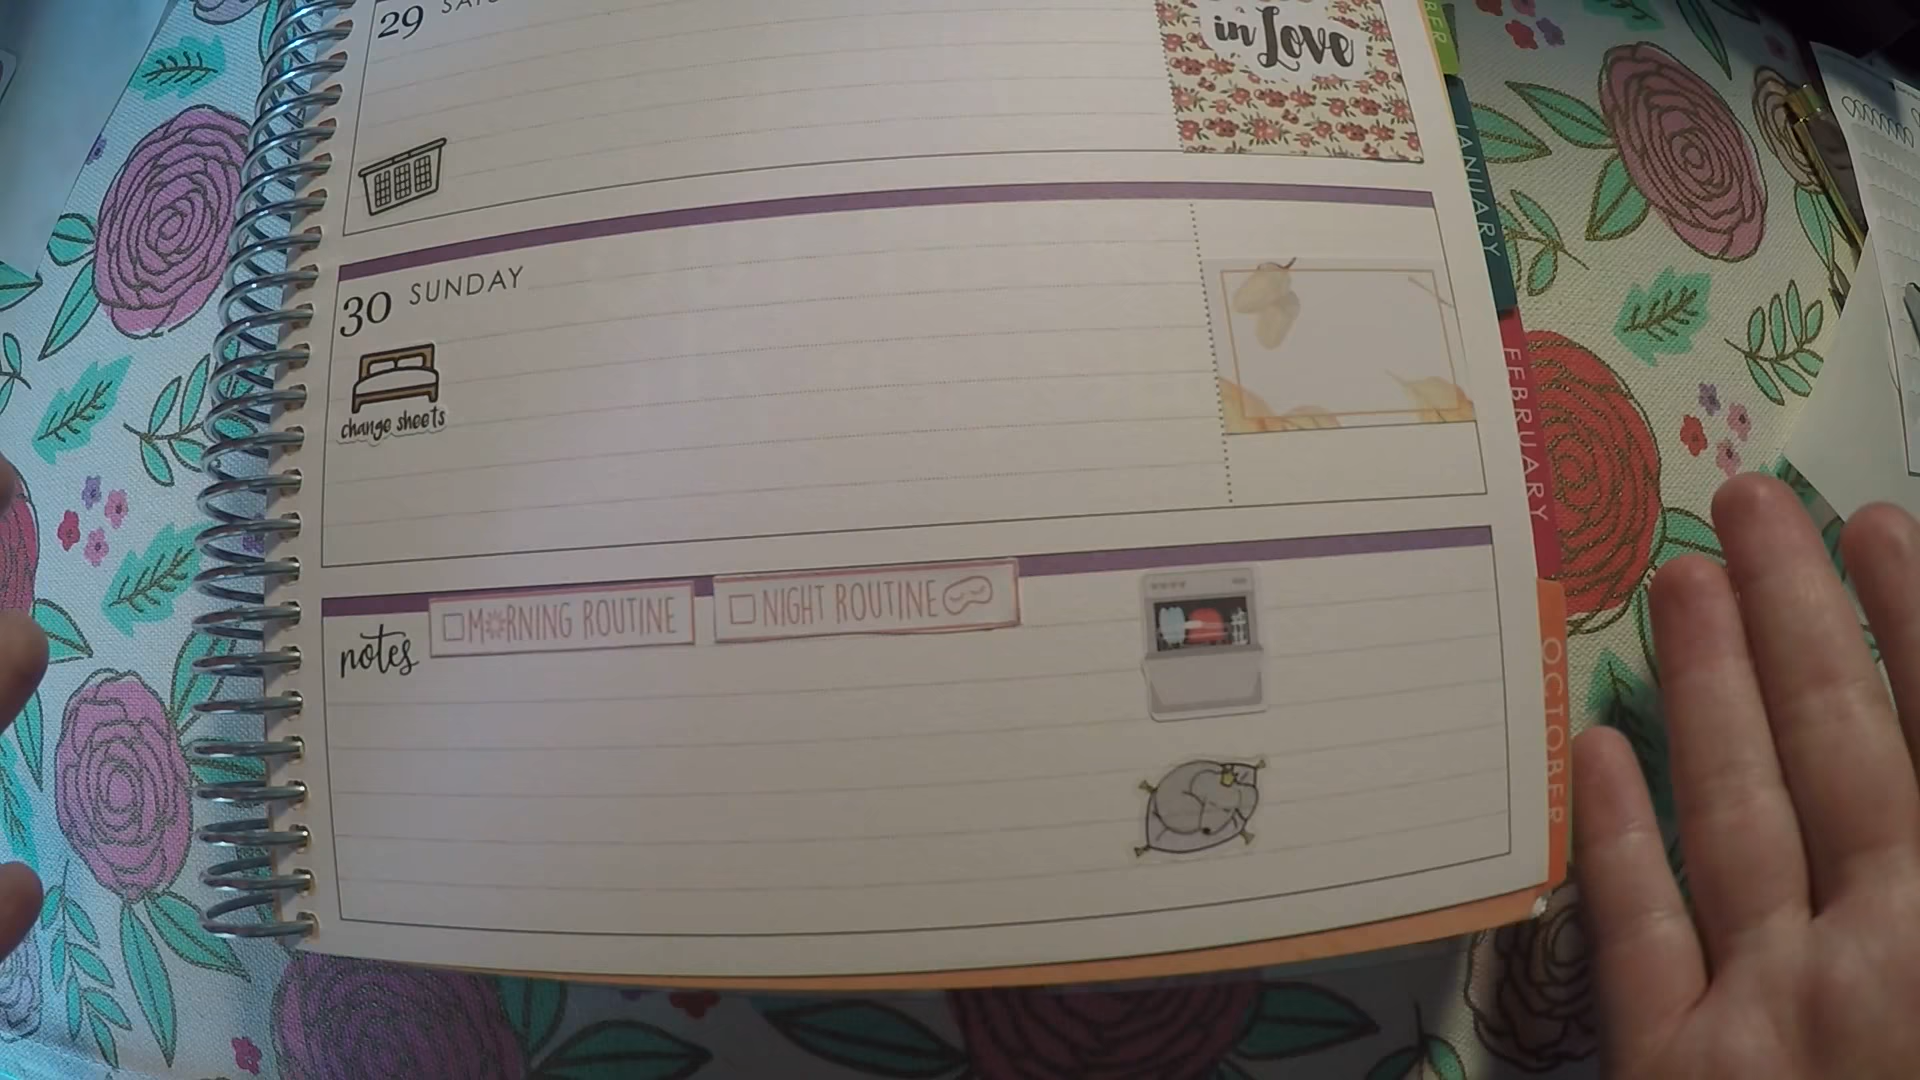 29
in Love
30 SUNDAY
change sheets
MORNING ROUTINE
NIGHT ROUTINE
notes
JANUARY
FEBRUARY
OCTOBER